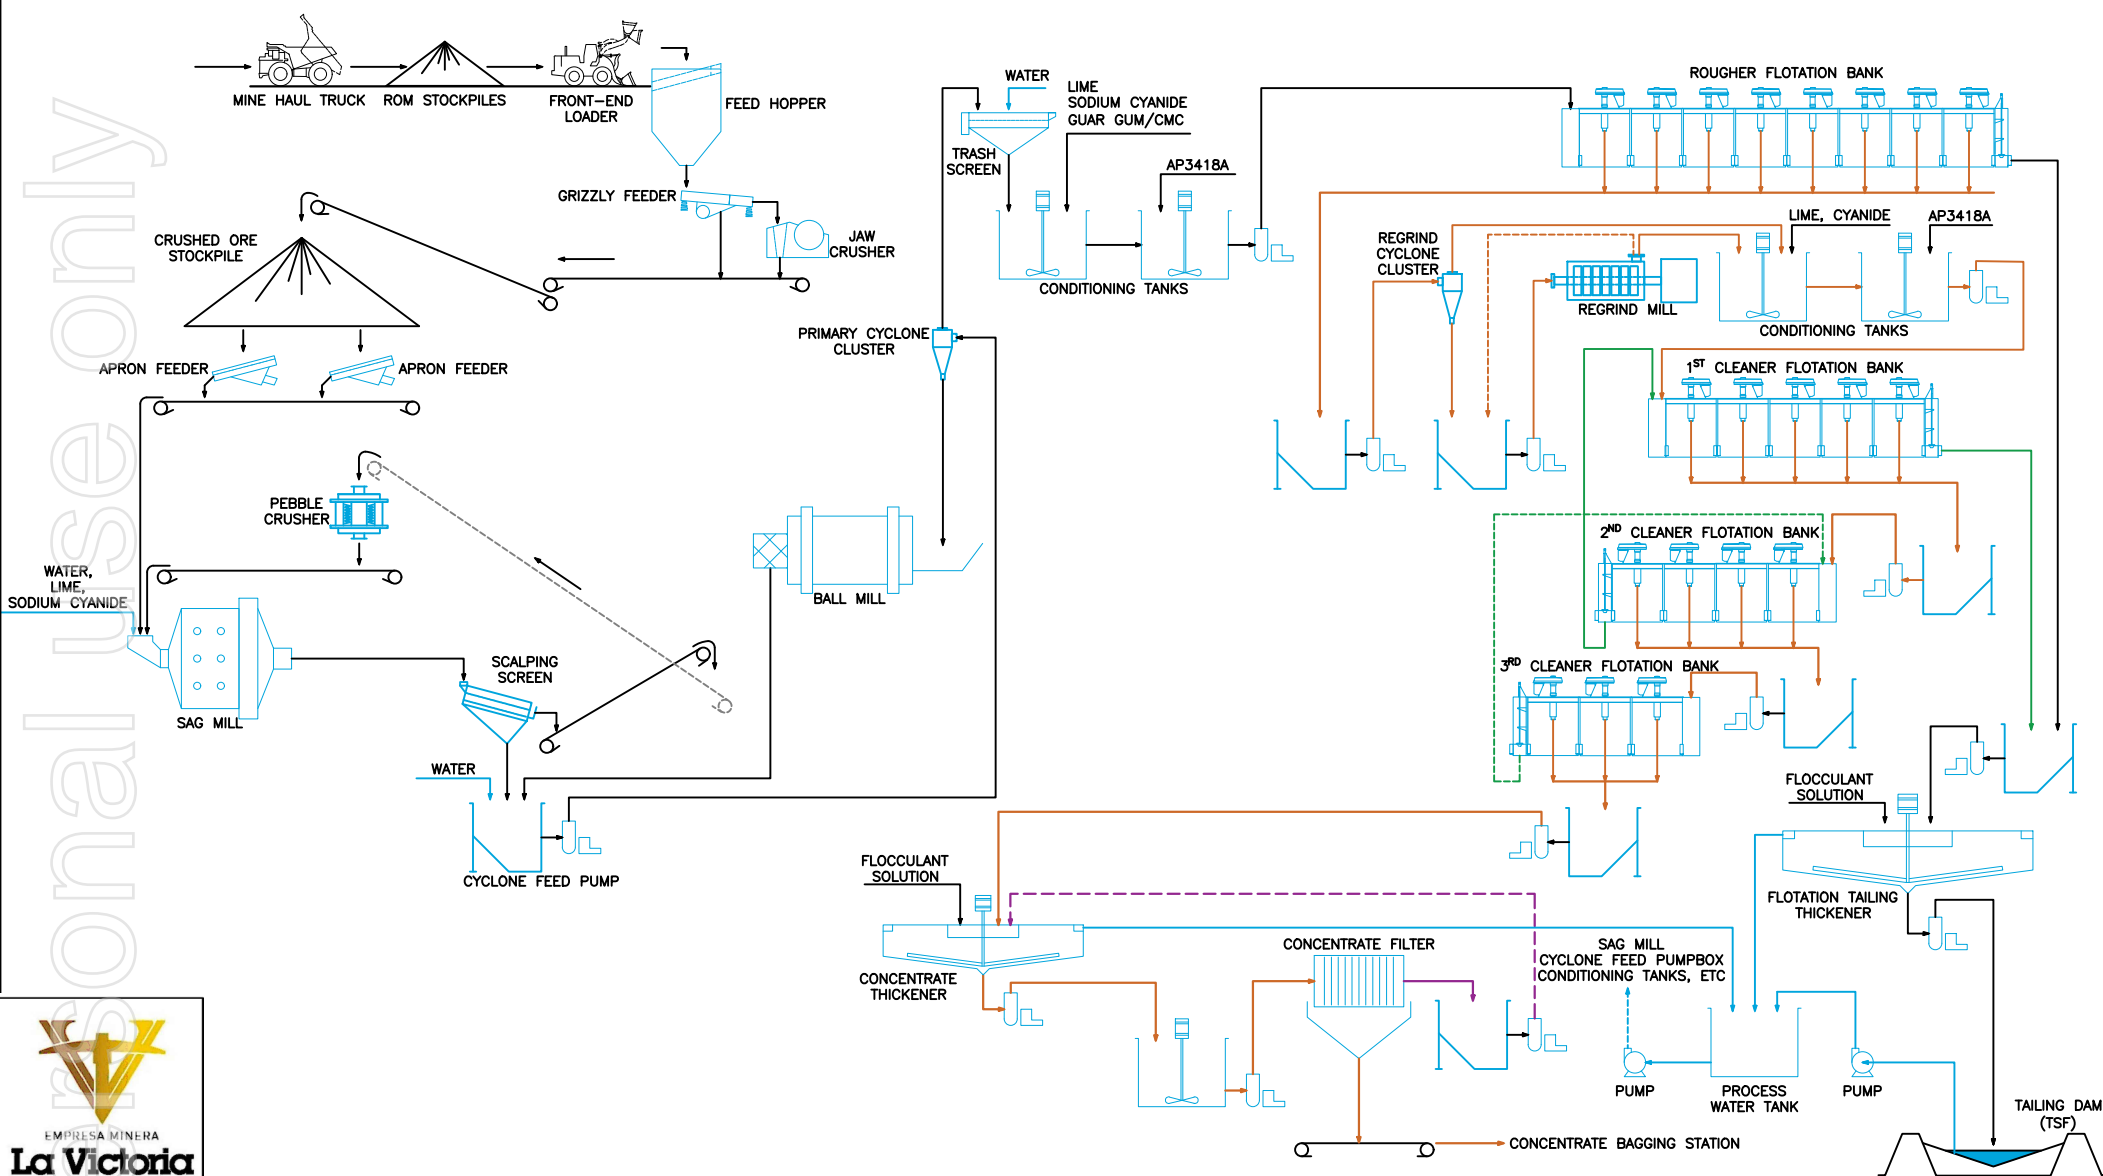 MINE HAUL TRUCK
ROM STOCKPILES
FRONT-END
LOADER
FEED HOPPER
GRIZZLY FEEDER
JAW
CRUSHER
CRUSHED ORE
STOCKPILE
APRON FEEDER
APRON FEEDER
PEBBLE
CRUSHER
WATER,
LIME,
SODIUM CYANIDE
SAG MILL
SCALPING
SCREEN
WATER
CYCLONE FEED PUMP
BALL MILL
PRIMARY CYCLONE
CLUSTER
WATER
TRASH
SCREEN
LIME
SODIUM CYANIDE
GUAR GUM/CMC
AP3418A
CONDITIONING TANKS
ROUGHER FLOTATION BANK
REGRIND
CYCLONE
CLUSTER
REGRIND MILL
LIME, CYANIDE
AP3418A
CONDITIONING TANKS
1ST CLEANER FLOTATION BANK
2ND CLEANER FLOTATION BANK
3RD CLEANER FLOTATION BANK
FLOCCULANT
SOLUTION
FLOTATION TAILING
THICKENER
FLOCCULANT
SOLUTION
CONCENTRATE
THICKENER
CONCENTRATE FILTER
SAG MILL
CYCLONE FEED PUMPBOX
CONDITIONING TANKS, ETC
PUMP
PROCESS
WATER TANK
PUMP
TAILING DAM
(TSF)
CONCENTRATE BAGGING STATION
EMPRESA MINERA
La Victoria
ersonal use only